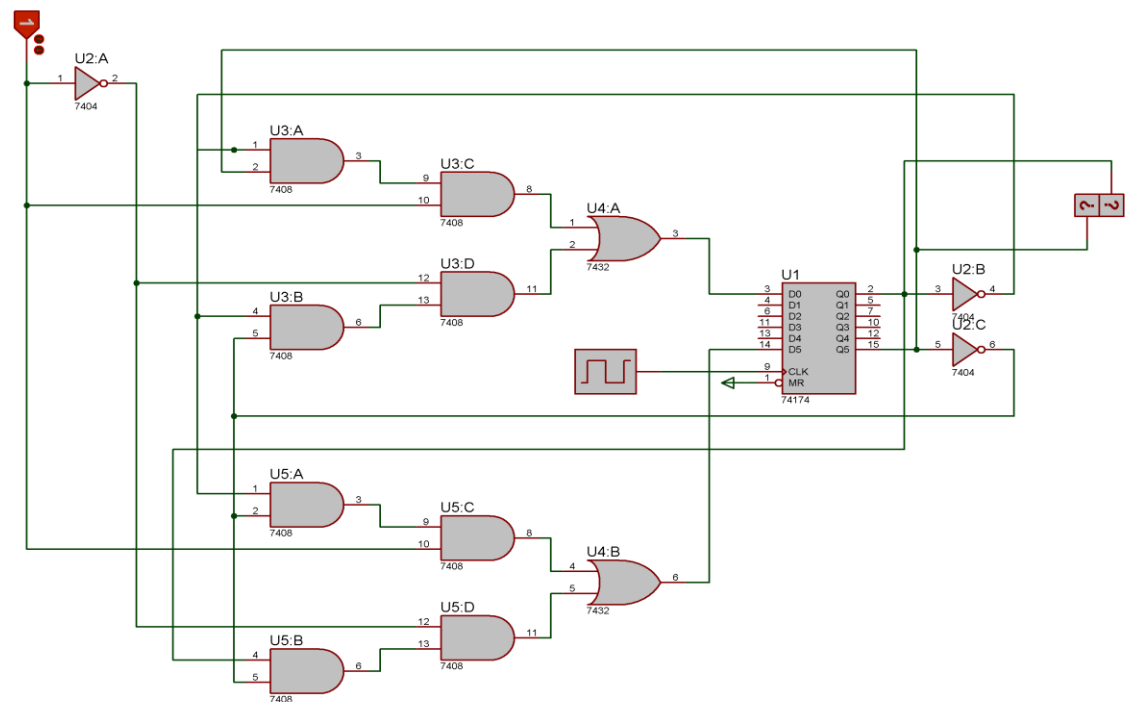 1
U2:A
1 2
7404
U3:A
1 3
2
7408
U3:C
9 8
10
7408
U4:A
1 3
2
7432
? ?
U3:D
12 11
13
7408
U3:B
4 6
5
7408
U1
3 D0 Q0 2
4 D1 Q1 5
6 D2 Q2 7
11 D3 Q3 10
13 D4 Q4 12
14 D5 Q5 15
9 CLK
1 MR
74174
U2:B
3 4
7404
U2:C
5 6
7404
U5:A
1 3
2
7408
U5:C
9 8
10
7408
U4:B
4 6
5
7432
U5:D
12 11
13
7408
U5:B
4 6
5
7408